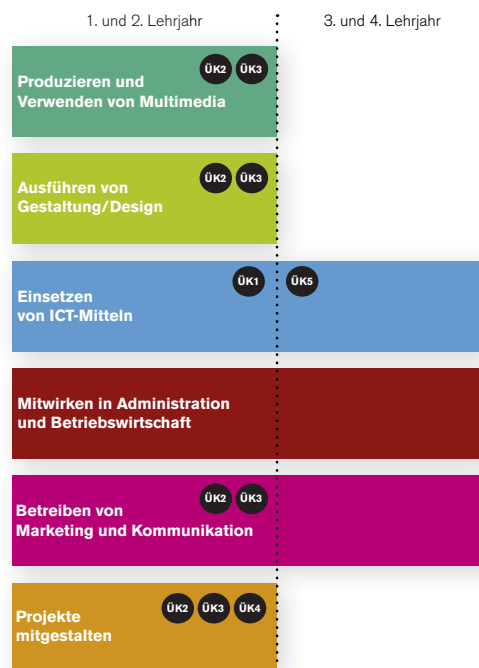 1. und 2. Lehrjahr 3. und 4. Lehrjahr
ÜK2 ÜK3
Produzieren und
Verwenden von Multimedia
ÜK2 ÜK3
Ausführen von
Gestaltung/Design
ÜK1 ÜK5
Einsetzen
von ICT-Mitteln
Mitwirken in Administration
und Betriebswirtschaft
ÜK2 ÜK3
Betreiben von
Marketing und Kommunikation
ÜK2 ÜK3 ÜK4
Projekte
mitgestalten